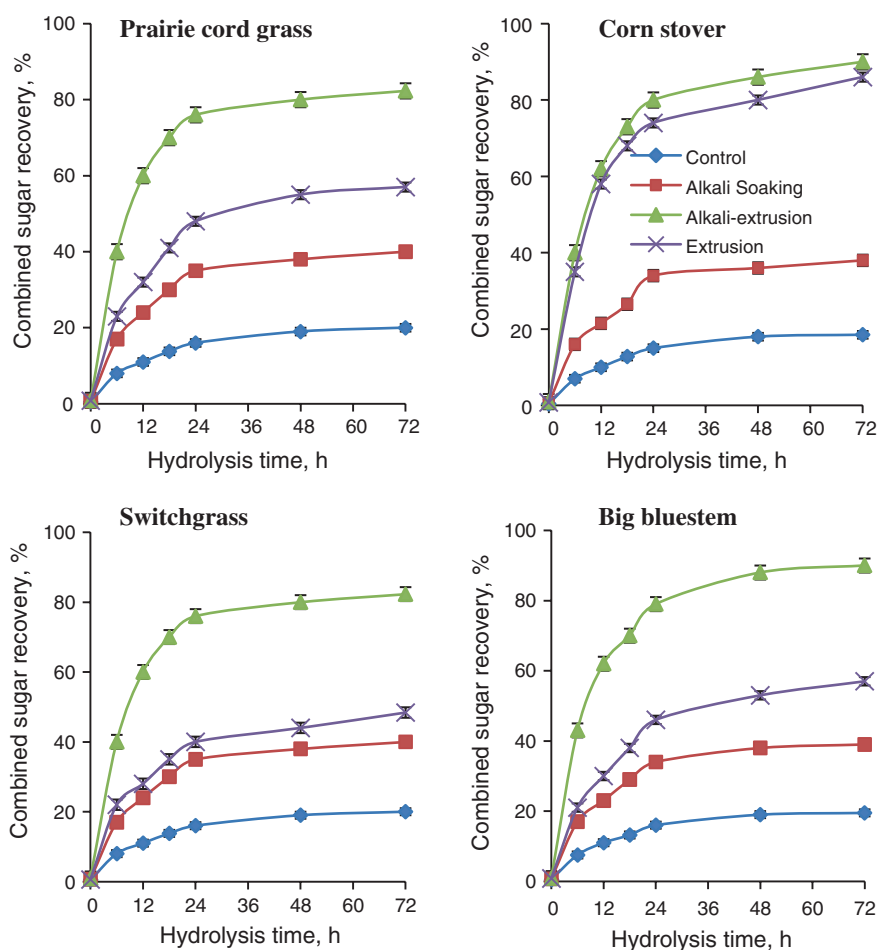 Prairie cord grass
Combined sugar recovery, %
100
80
60
40
20
0
0 12 24 36 48 60 72
Hydrolysis time, h
Corn stover
Combined sugar recovery, %
100
80
60
40
20
0
Control
Alkali Soaking
Alkali-extrusion
Extrusion
0 12 24 36 48 60 72
Hydrolysis time, h
Switchgrass
Combined sugar recovery, %
100
80
60
40
20
0
0 12 24 36 48 60 72
Hydrolysis time, h
Big bluestem
Combined sugar recovery, %
100
80
60
40
20
0
0 12 24 36 48 60 72
Hydrolysis time, h